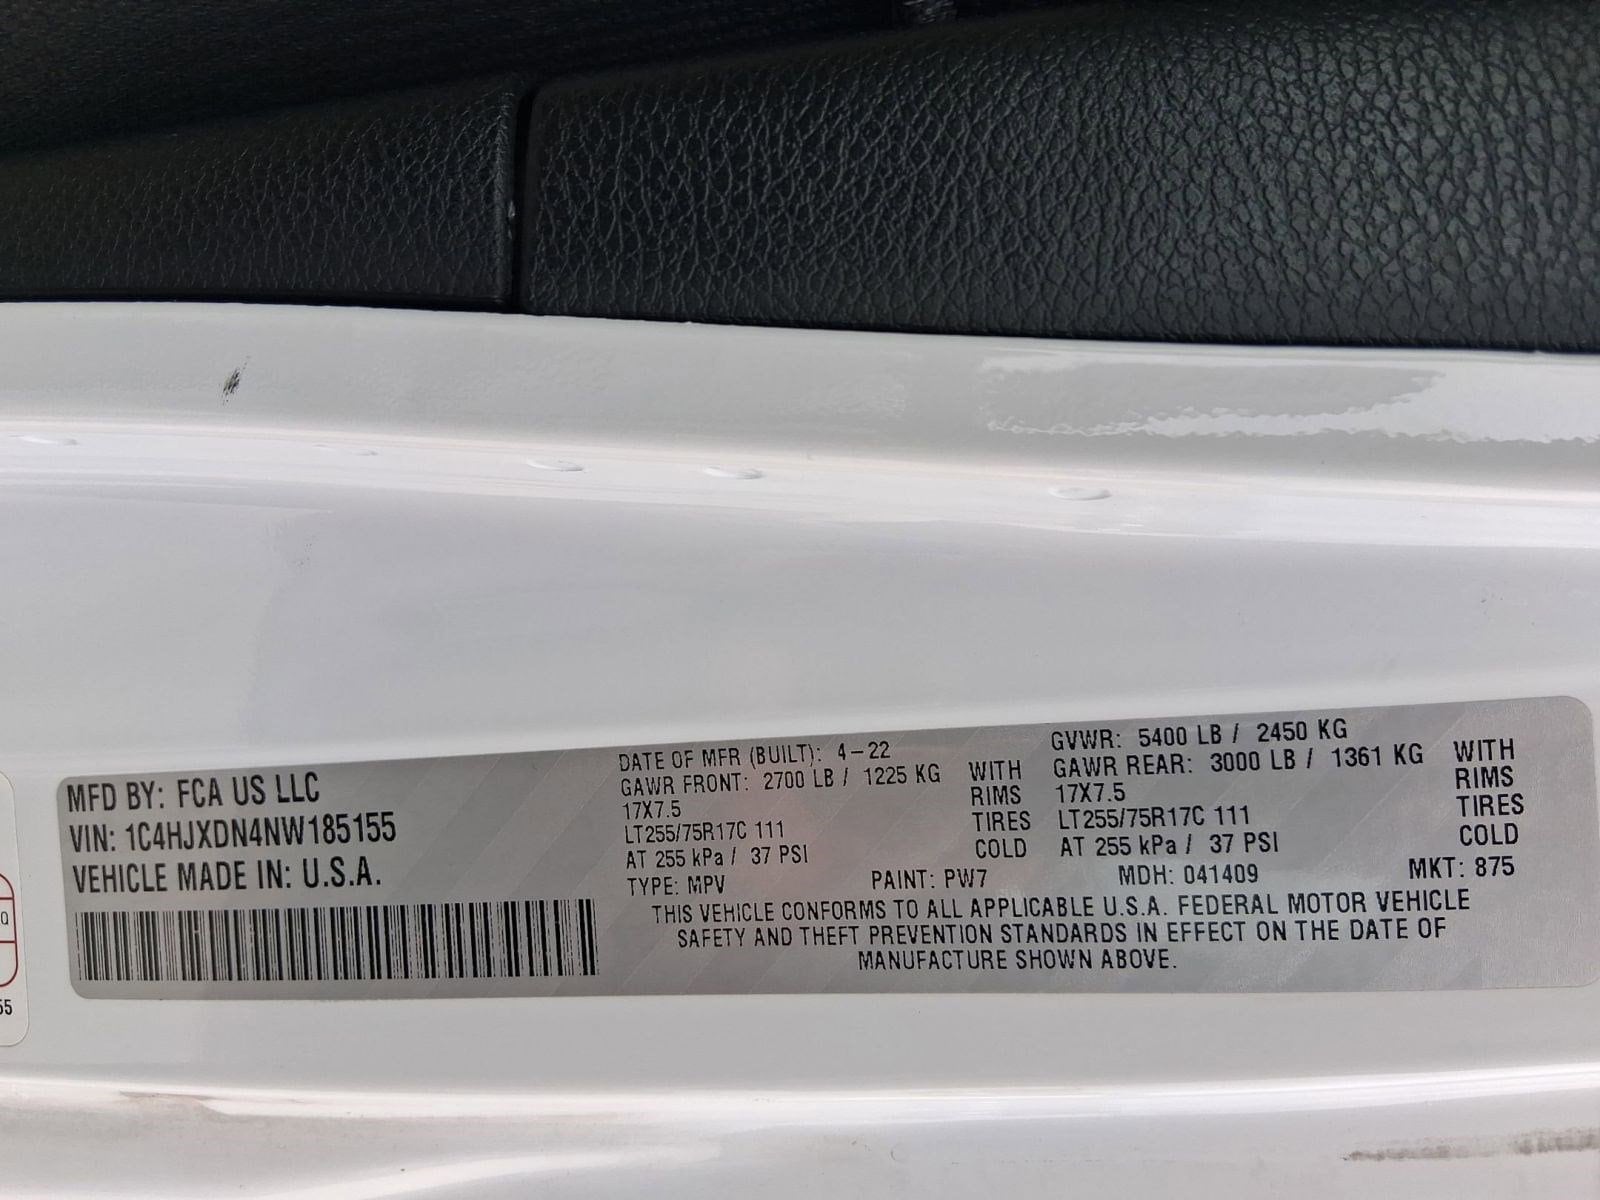 MFD BY: FCA US LLC
VIN: 1C4HJXDN4NW185155
VEHICLE MADE IN: U.S.A.
DATE OF MFR (BUILT): 4-22
GAWR FRONT: 2700 LB / 1225 KG WITH
17X7.5 RIMS
LT255/75R17C 111 TIRES
AT 255 kPa / 37 PSI COLD
GVWR: 5400 LB / 2450 KG
GAWR REAR: 3000 LB / 1361 KG WITH
17X7.5 RIMS
LT255/75R17C 111 TIRES
AT 255 kPa / 37 PSI COLD
TYPE: MPV PAINT: PW7 MDH: 041409 MKT: 875
THIS VEHICLE CONFORMS TO ALL APPLICABLE U.S.A. FEDERAL MOTOR VEHICLE
SAFETY AND THEFT PREVENTION STANDARDS IN EFFECT ON THE DATE OF
MANUFACTURE SHOWN ABOVE.
Q
55